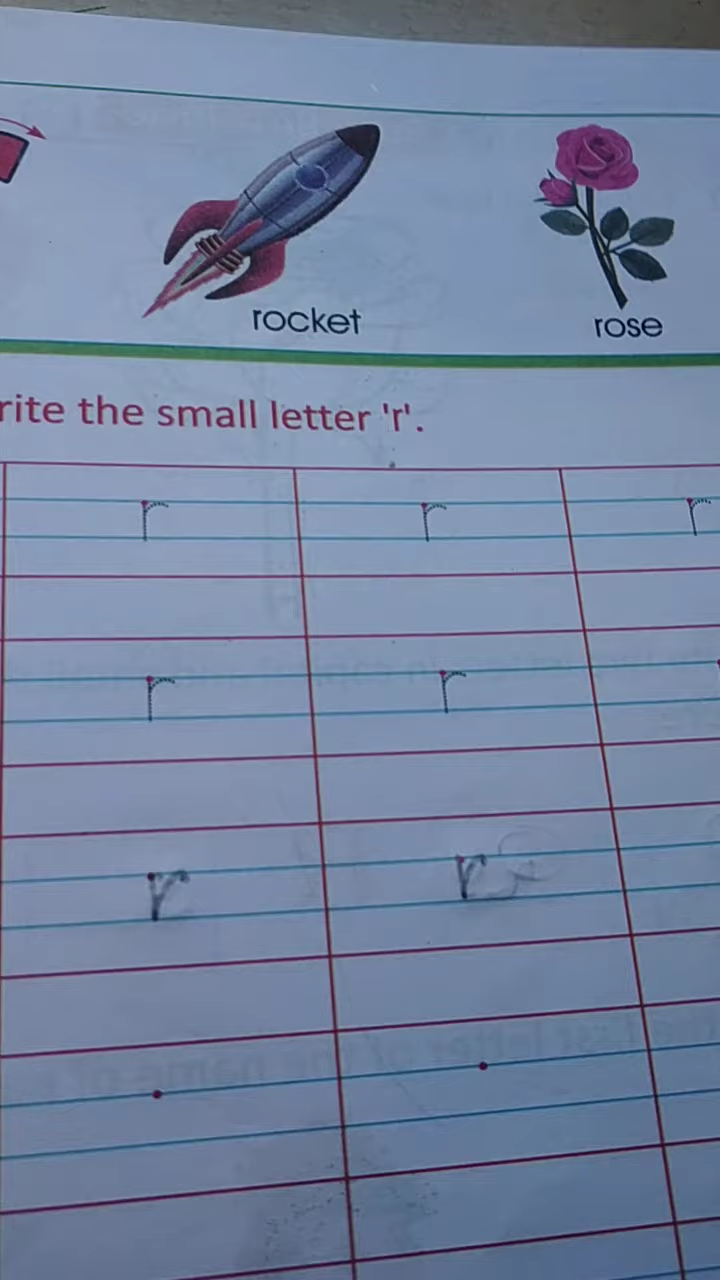 rocket rose
rite the small letter 'r'.
r r r
r r
r r